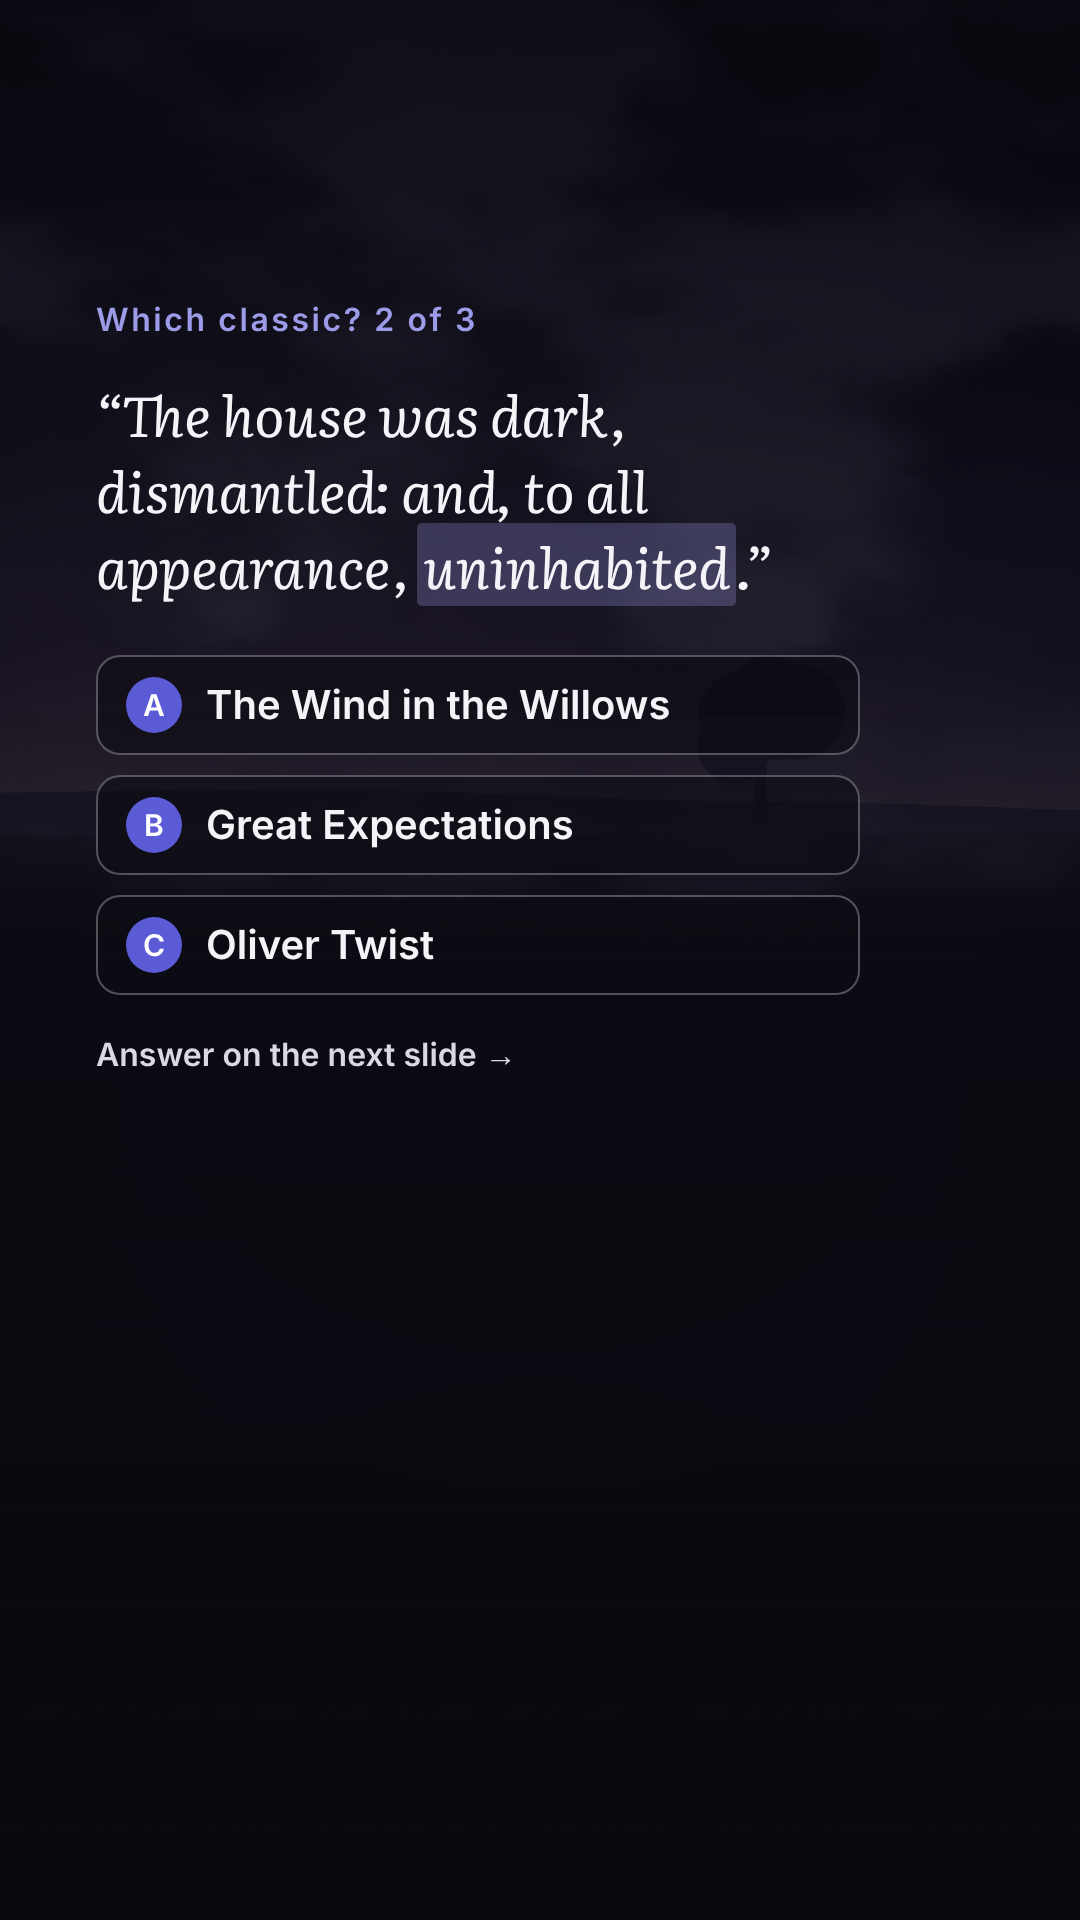 Which classic? 2 of 3
“The house was dark,
dismantled: and, to all
appearance, uninhabited.”
A The Wind in the Willows
B Great Expectations
C Oliver Twist
Answer on the next slide →